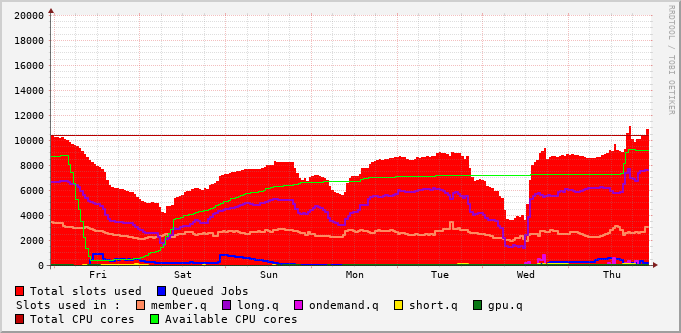 20000
18000
16000
14000
12000
10000
8000
6000
4000
2000
0
Fri Sat Sun Mon Tue Wed Thu
Total slots used Queued Jobs
Slots used in : member.q long.q ondemand.q short.q gpu.q
Total CPU cores Available CPU cores
RRDTOOL / TOBI OETIKER